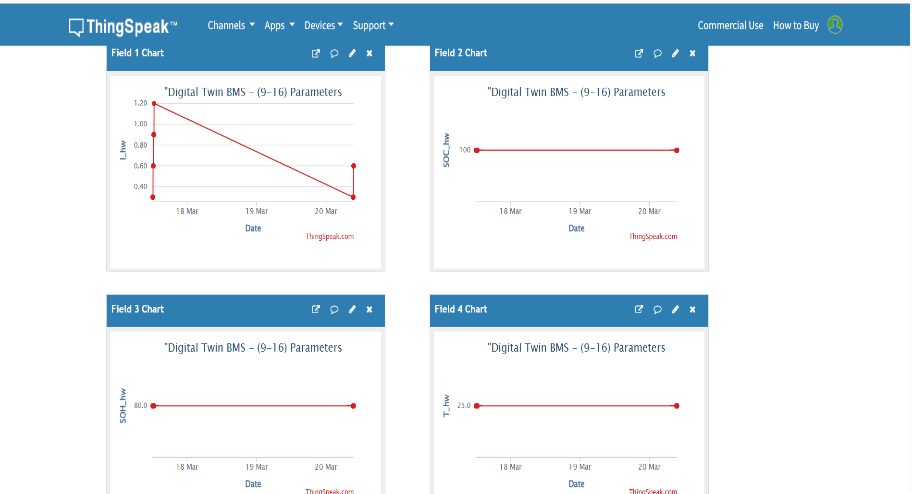 ThingSpeak™ Channels Apps Devices Support Commercial Use How to Buy
Field 1 Chart
"Digital Twin BMS - (9-16) Parameters
1.20
1.00
0.80
0.60
0.40
I_hw
18 Mar 19 Mar 20 Mar
Date
ThingSpeak.com
Field 2 Chart
"Digital Twin BMS - (9-16) Parameters
100
SOC_hw
18 Mar 19 Mar 20 Mar
Date
ThingSpeak.com
Field 3 Chart
"Digital Twin BMS - (9-16) Parameters
80.0
SOH_hw
18 Mar 19 Mar 20 Mar
Date
ThingSpeak.com
Field 4 Chart
"Digital Twin BMS - (9-16) Parameters
25.0
T_hw
18 Mar 19 Mar 20 Mar
Date
ThingSpeak.com